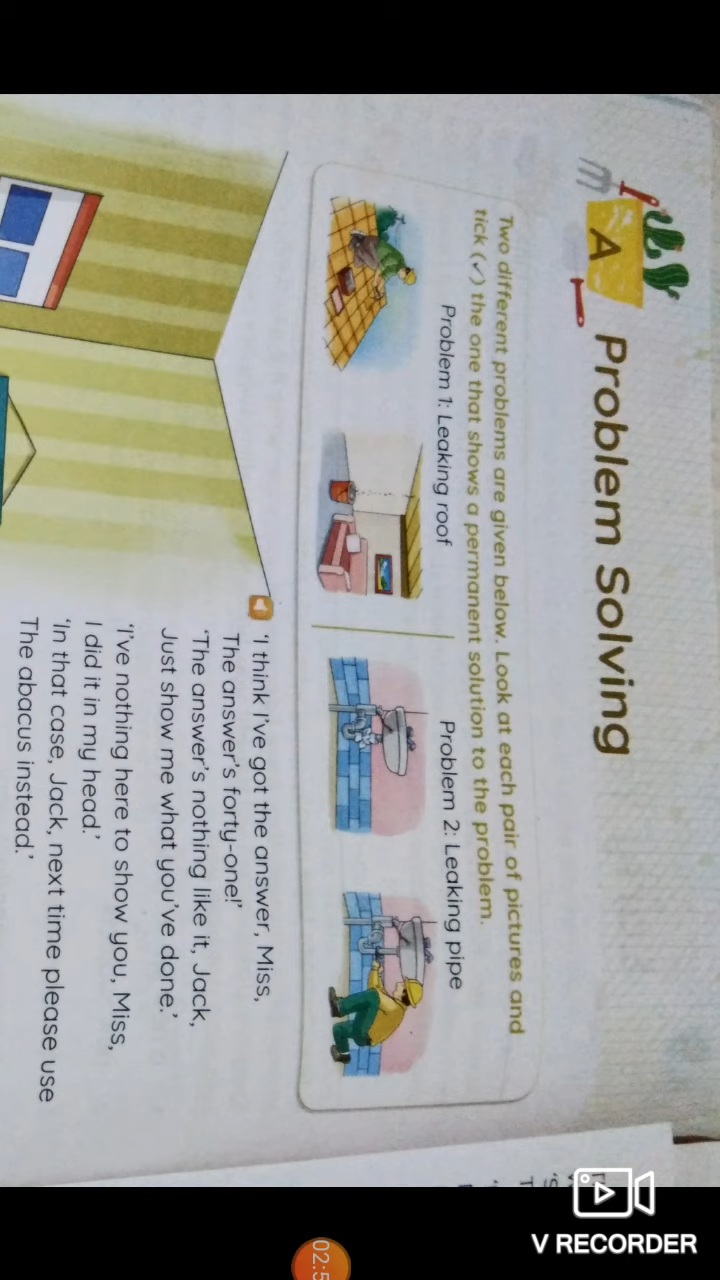 A
Problem Solving
Two different problems are given below. Look at each pair of pictures and
tick (✓) the one that shows a permanent solution to the problem.
Problem 1: Leaking roof
Problem 2: Leaking pipe
'I think I've got the answer, Miss,
The answer's forty-one!'
'The answer's nothing like it, Jack,
Just show me what you've done.'
'I've nothing here to show you, Miss,
I did it in my head.'
'In that case, Jack, next time please use
The abacus instead.'
V RECORDER